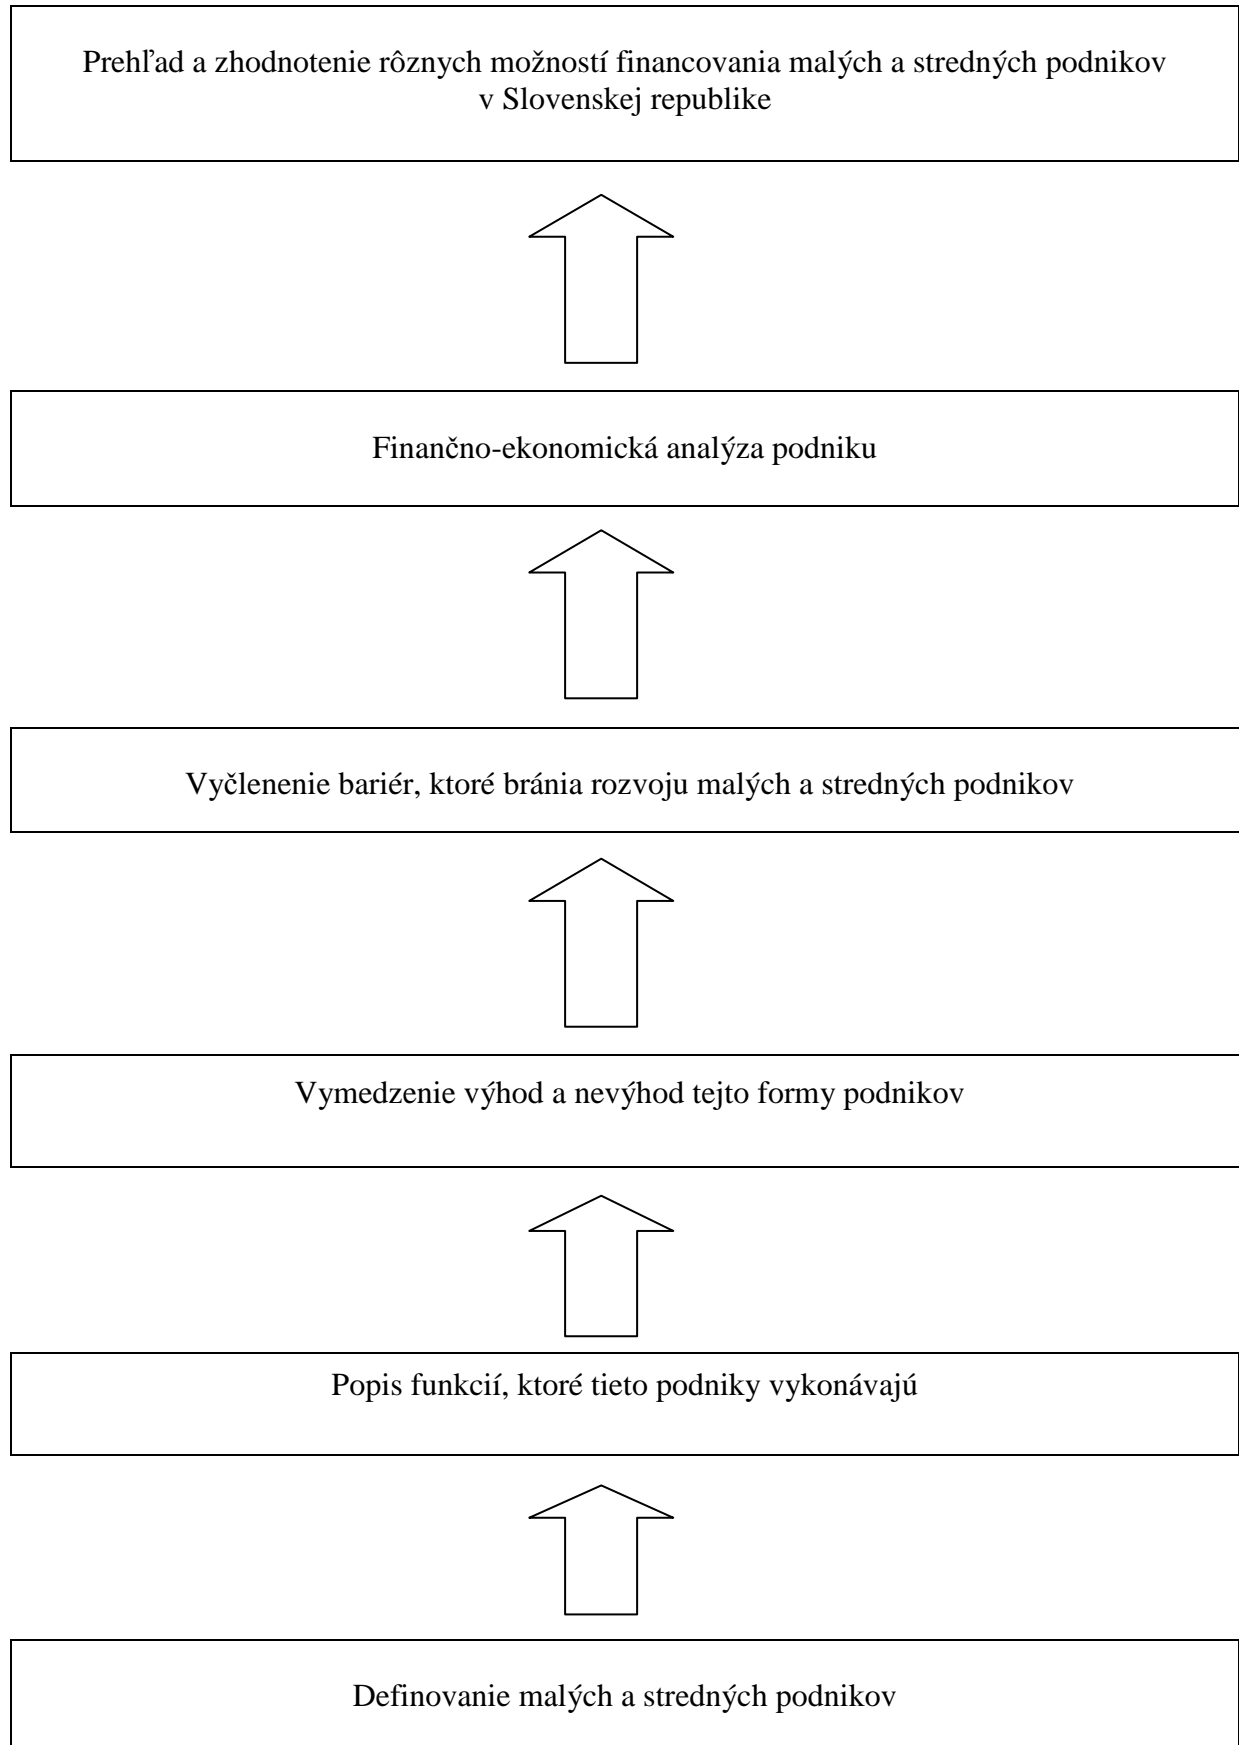 Prehľad a zhodnotenie rôznych možností financovania malých a stredných podnikov
v Slovenskej republike
Finančno-ekonomická analýza podniku
Vyčlenenie bariér, ktoré bránia rozvoju malých a stredných podnikov
Vymedzenie výhod a nevýhod tejto formy podnikov
Popis funkcií, ktoré tieto podniky vykonávajú
Definovanie malých a stredných podnikov